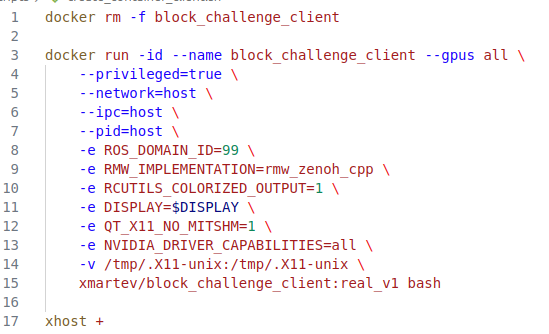 1 docker rm -f block_challenge_client
2
3 docker run -id --name block_challenge_client --gpus all \
4     --privileged=true \
5     --network=host \
6     --ipc=host \
7     --pid=host \
8     -e ROS_DOMAIN_ID=99 \
9     -e RMW_IMPLEMENTATION=rmw_zenoh_cpp \
10     -e RCUTILS_COLORIZED_OUTPUT=1 \
11     -e DISPLAY=$DISPLAY \
12     -e QT_X11_NO_MITSHM=1 \
13     -e NVIDIA_DRIVER_CAPABILITIES=all \
14     -v /tmp/.X11-unix:/tmp/.X11-unix \
15     xmartev/block_challenge_client:real_v1 bash
16
17 xhost +